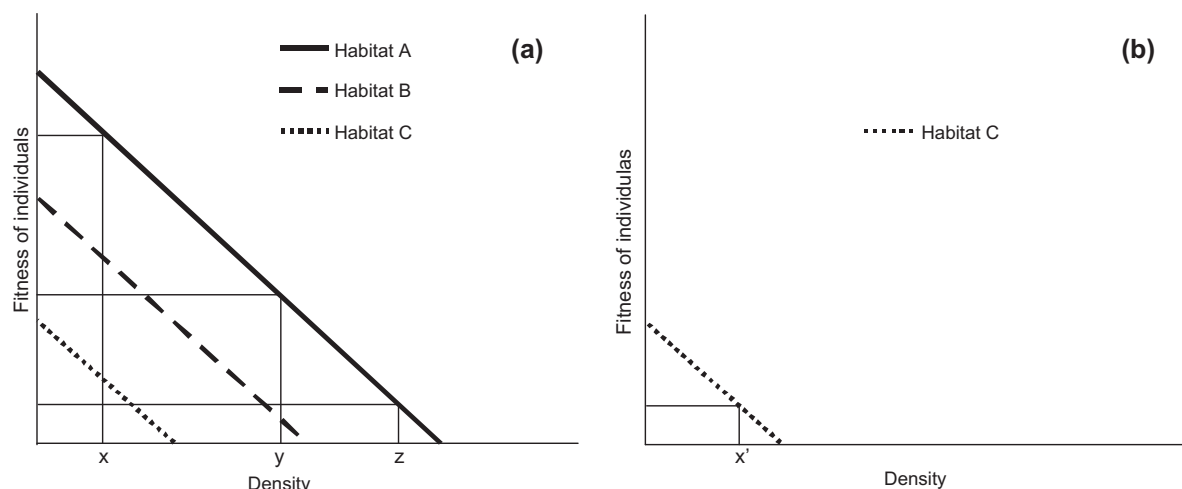 (a)
Habitat A
Habitat B
Habitat C
Fitness of individuals
x
y
z
Density
(b)
Habitat C
Fitness of individulas
x’
Density